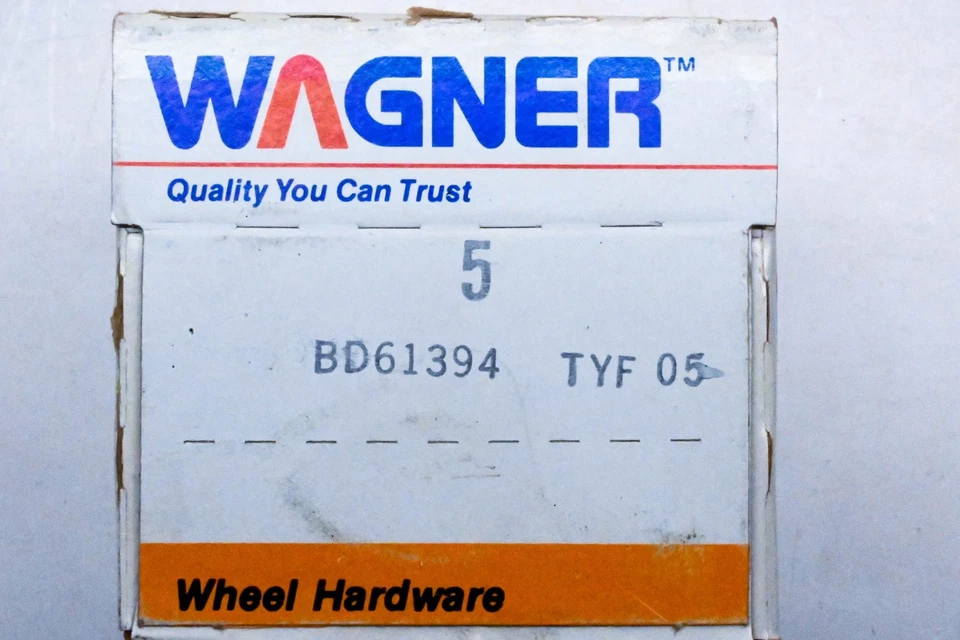 WAGNER™
Quality You Can Trust
5
BD61394 TYF 05
Wheel Hardware